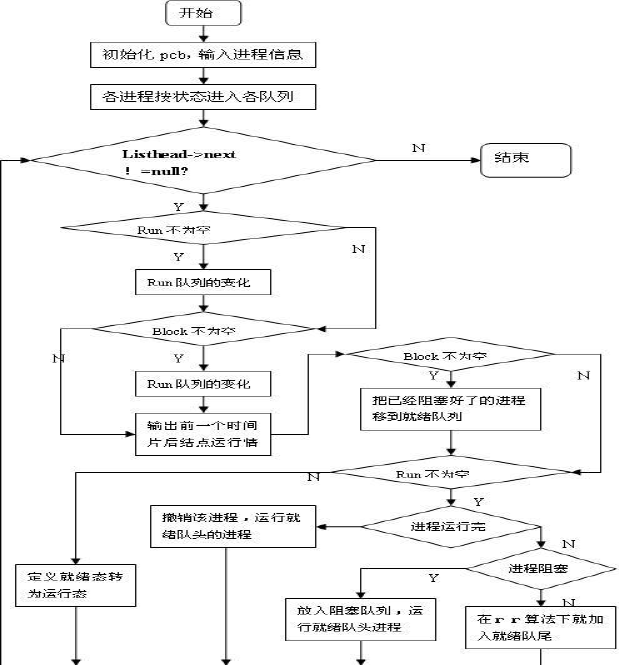 开始
初始化 pcb，输入进程信息
各进程按状态进入各队列
Listhead->next
！=null?
N
结束
Y
Run 不为空
N
Y
Run 队列的变化
Block 不为空
N
Y
Run 队列的变化
输出前一个时间
片后结点运行情
Block 不为空
N
Y
把已经阻塞好了的进程
移到就绪队列
Run 不为空
N
Y
撤销该进程，运行就
绪队头的进程
进程运行完
N
定义就绪态转
为运行态
进程阻塞
Y
N
放入阻塞队列，运
行就绪队头进程
在 r r 算法下就加
入就绪队尾